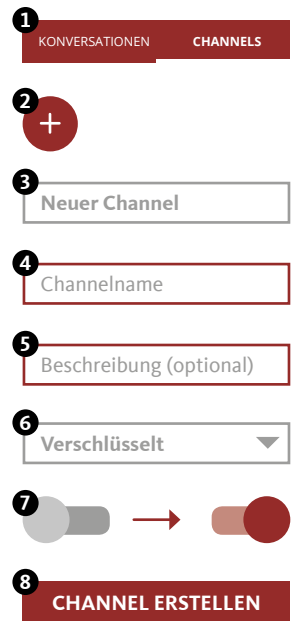 1
KONVERSATIONEN CHANNELS
2
+
3
Neuer Channel
4
Channelname
5
Beschreibung (optional)
6
Verschlüsselt
7
8
CHANNEL ERSTELLEN